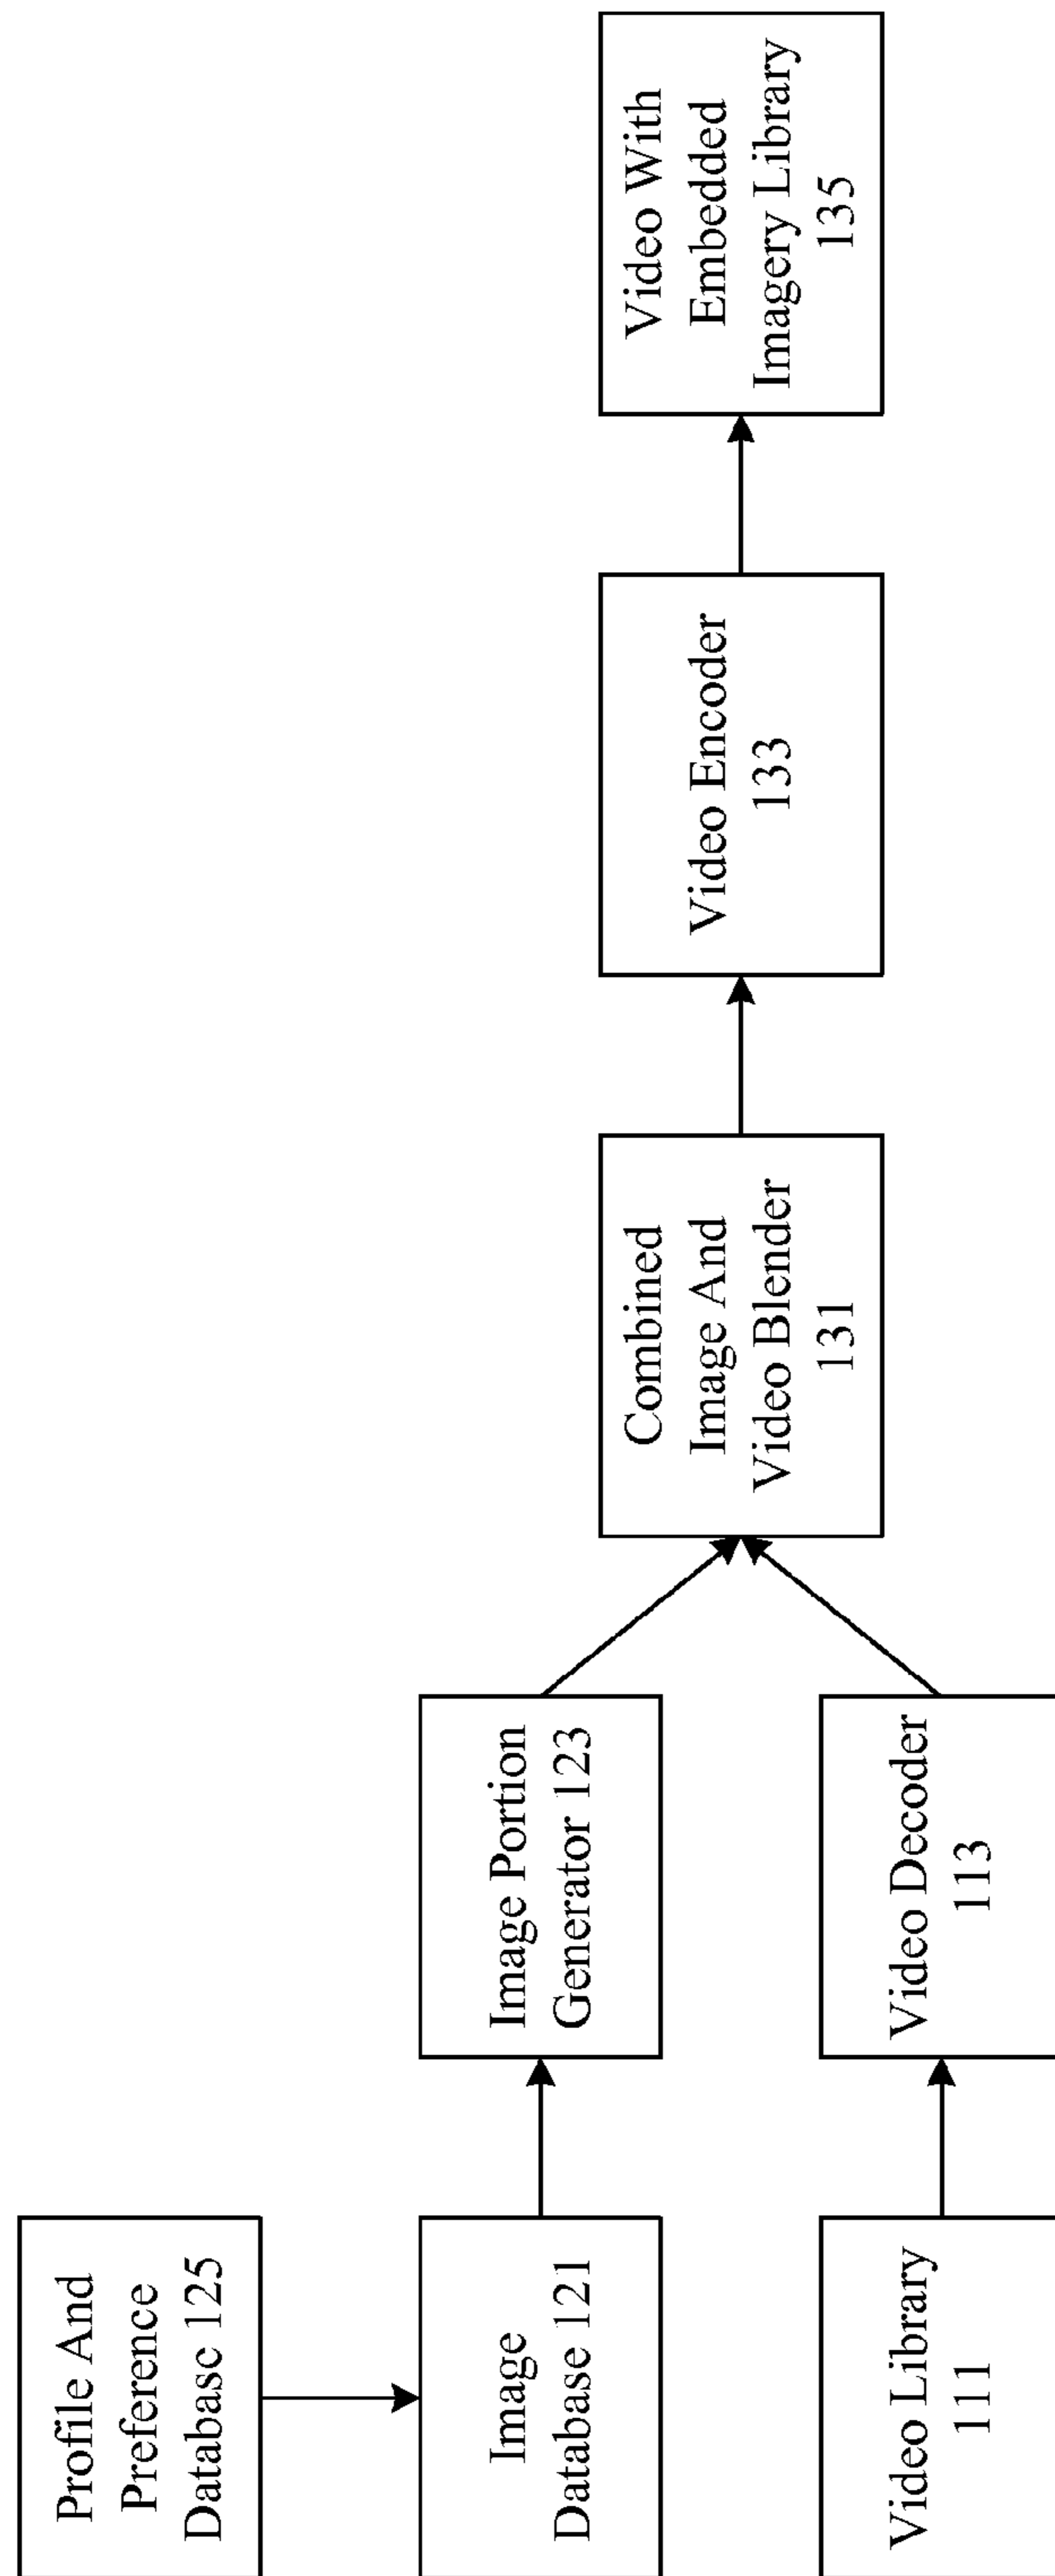 Profile And
Preference
Database 125
Image
Database 121
Image Portion
Generator 123
Video Library
111
Video Decoder
113
Combined
Image And
Video Blender
131
Video Encoder
133
Video With
Embedded
Imagery Library
135